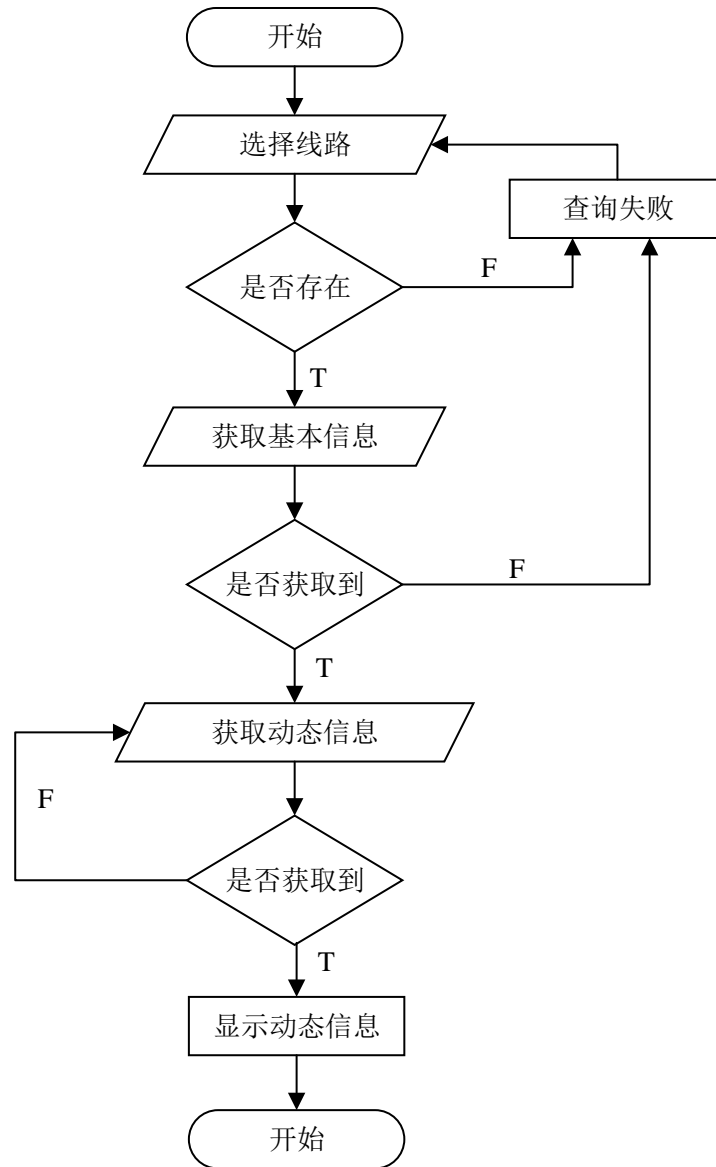 开始
选择线路
查询失败
是否存在
F
T
获取基本信息
是否获取到
F
T
获取动态信息
F
是否获取到
T
显示动态信息
开始